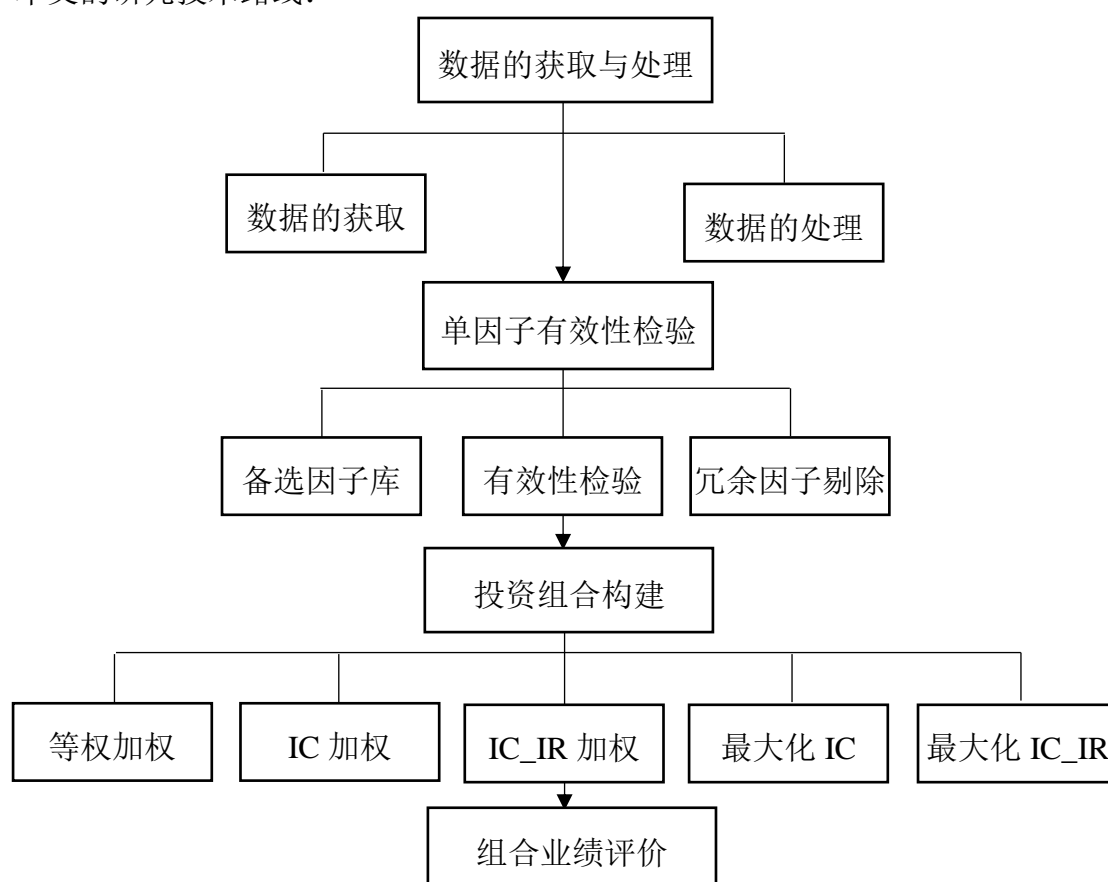 数据的获取与处理
数据的获取
数据的处理
单因子有效性检验
备选因子库
有效性检验
冗余因子剔除
投资组合构建
等权加权
IC 加权
IC_IR 加权
最大化 IC
最大化 IC_IR
组合业绩评价